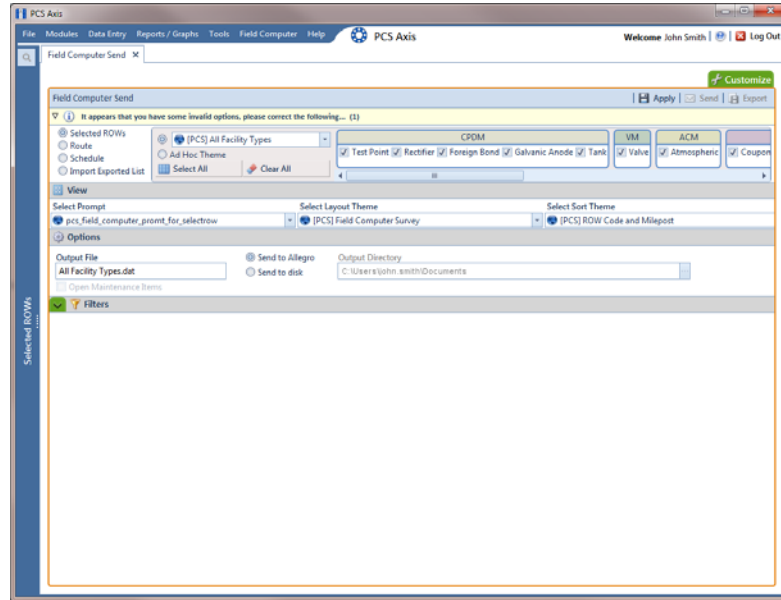 PCS Axis
File Modules Data Entry Reports / Graphs Tools Field Computer Help PCS Axis Welcome John Smith Log Out
Field Computer Send
Customize
Field Computer Send Apply Send Export
It appears that you have some invalid options, please correct the following... (1)
Selected ROWs
Route
Schedule
Import Exported List
[PCS] All Facility Types
Ad Hoc Theme
Select All Clear All
CPDM VM ACM
Test Point Rectifier Foreign Bond Galvanic Anode Tank Valve Atmospheric Coupon
View
Select Prompt Select Layout Theme Select Sort Theme
pcs_field_computer_promt_for_selectrow [PCS] Field Computer Survey [PCS] ROW Code and Milepost
Options
Output File Send to Allegro Output Directory
All Facility Types.dat Send to disk C:\Users\john.smith\Documents
Open Maintenance Items
Filters
Selected ROWs